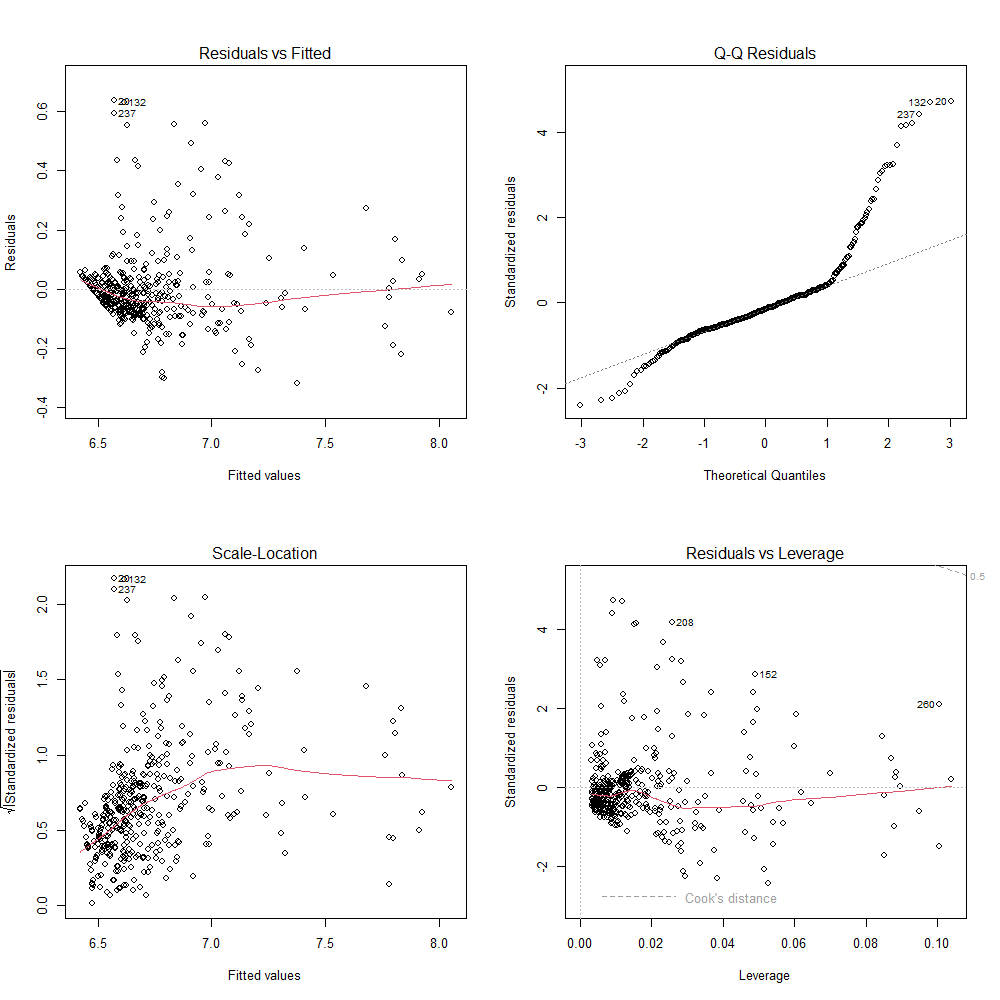 Residuals vs Fitted
Residuals
-0.4 -0.2 0.0 0.2 0.4 0.6
20 132
237
6.5 7.0 7.5 8.0
Fitted values
Q-Q Residuals
Standardized residuals
-2 0 2 4
132 20
237
-3 -2 -1 0 1 2 3
Theoretical Quantiles
Scale-Location
√|Standardized residuals|
0.0 0.5 1.0 1.5 2.0
20 132
237
6.5 7.0 7.5 8.0
Fitted values
Residuals vs Leverage
Standardized residuals
-2 0 2 4
0.5
208
152
260
Cook's distance
0.00 0.02 0.04 0.06 0.08 0.10
Leverage